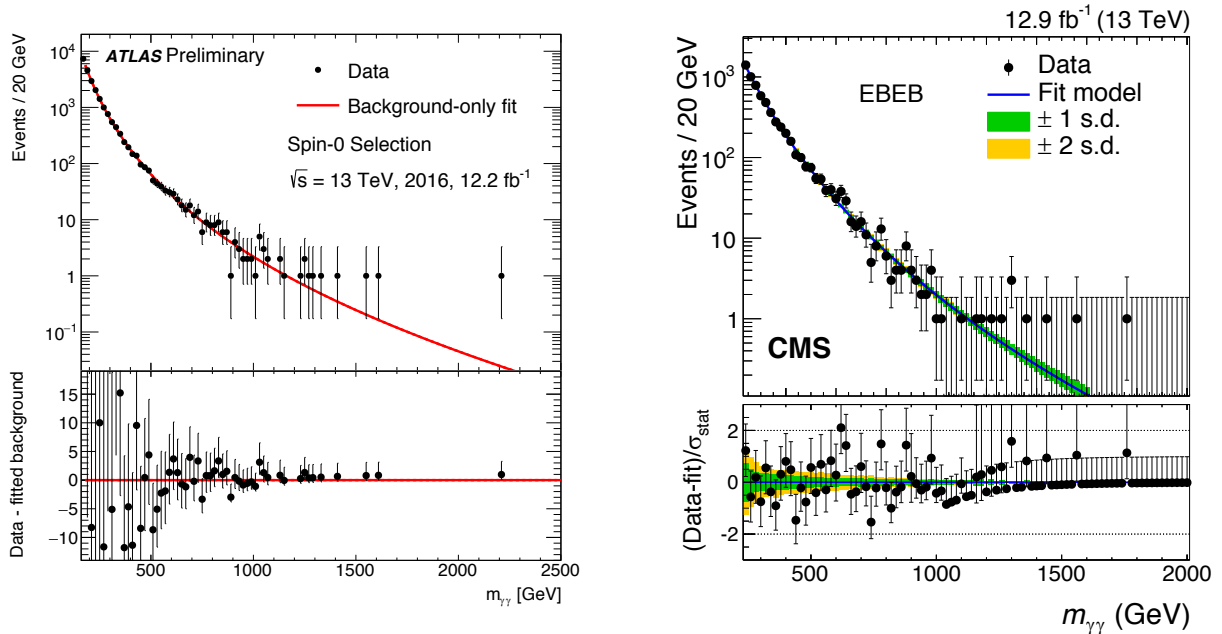 ATLAS Preliminary
Data
Background-only fit
Spin-0 Selection
√s = 13 TeV, 2016, 12.2 fb⁻¹
Events / 20 GeV
10⁴
10³
10²
10
1
10⁻¹
Data - fitted background
15
10
5
0
−5
−10
500 1000 1500 2000 2500
m_γγ [GeV]
12.9 fb⁻¹ (13 TeV)
EBEB
Data
Fit model
± 1 s.d.
± 2 s.d.
CMS
Events / 20 GeV
10³
10²
10
1
(Data-fit)/σ_stat
2
0
-2
500 1000 1500 2000
m_γγ (GeV)